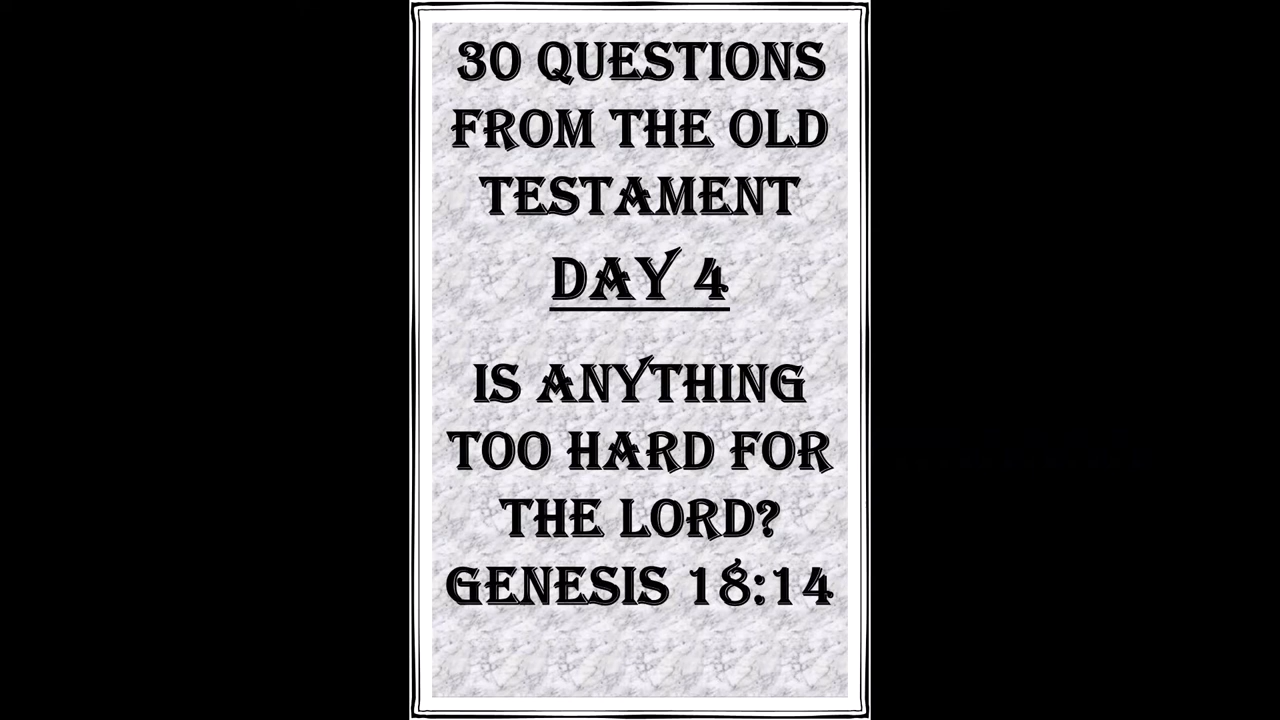 30 QUESTIONS
FROM THE OLD
TESTAMENT
DAY 4
IS ANYTHING
TOO HARD FOR
THE LORD?
GENESIS 18:14